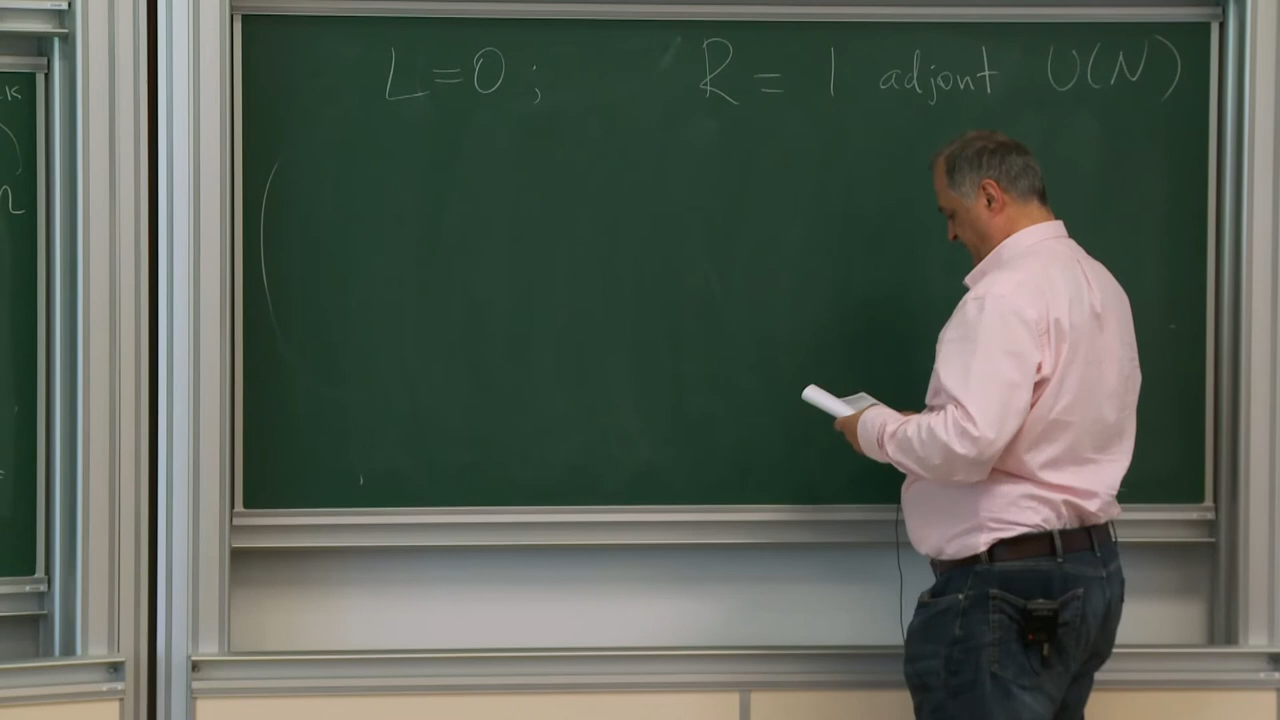 L=0; R = 1 adjont U(N)
(